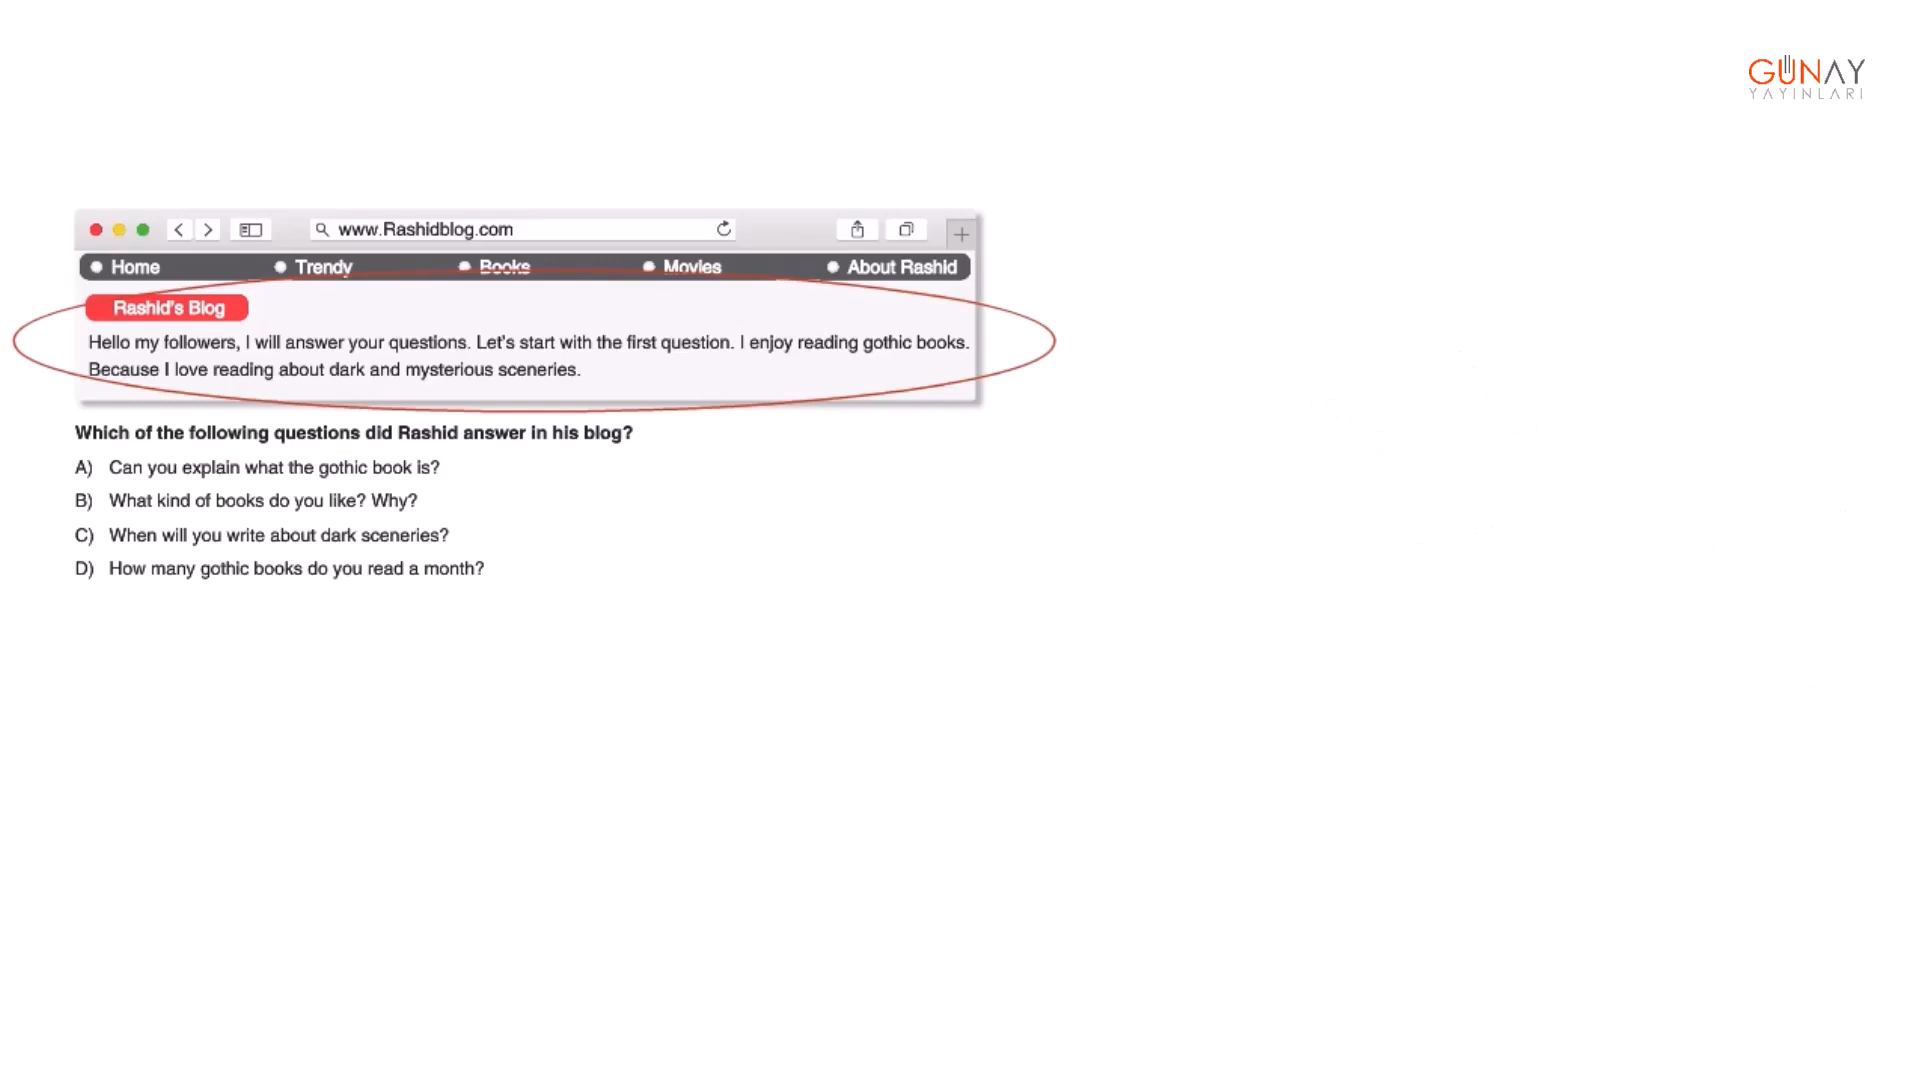 GÜNAY
YAYINLARI
www.Rashidblog.com
Home Trendy Books Movies About Rashid
Rashid's Blog
Hello my followers, I will answer your questions. Let's start with the first question. I enjoy reading gothic books.
Because I love reading about dark and mysterious sceneries.
Which of the following questions did Rashid answer in his blog?
A) Can you explain what the gothic book is?
B) What kind of books do you like? Why?
C) When will you write about dark sceneries?
D) How many gothic books do you read a month?